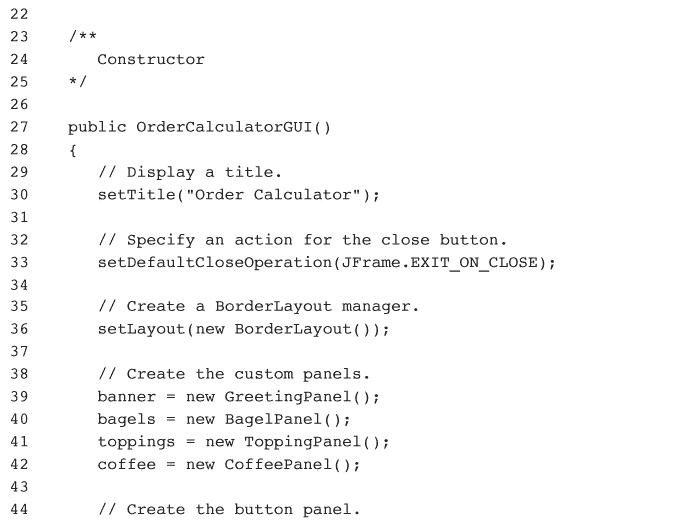 22
23    /**
24       Constructor
25    */
26
27    public OrderCalculatorGUI()
28    {
29       // Display a title.
30       setTitle("Order Calculator");
31
32       // Specify an action for the close button.
33       setDefaultCloseOperation(JFrame.EXIT_ON_CLOSE);
34
35       // Create a BorderLayout manager.
36       setLayout(new BorderLayout());
37
38       // Create the custom panels.
39       banner = new GreetingPanel();
40       bagels = new BagelPanel();
41       toppings = new ToppingPanel();
42       coffee = new CoffeePanel();
43
44       // Create the button panel.